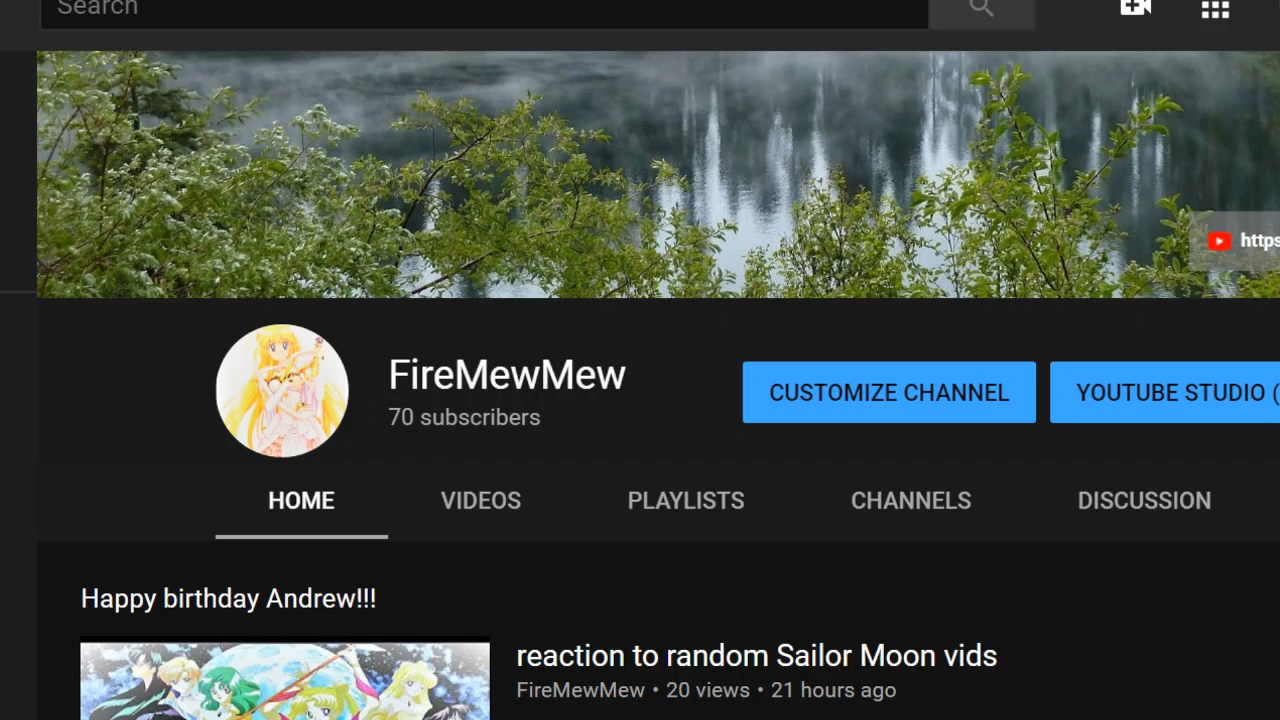 Search
https
FireMewMew
70 subscribers
CUSTOMIZE CHANNEL
YOUTUBE STUDIO (
HOME
VIDEOS
PLAYLISTS
CHANNELS
DISCUSSION
Happy birthday Andrew!!!
reaction to random Sailor Moon vids
FireMewMew • 20 views • 21 hours ago